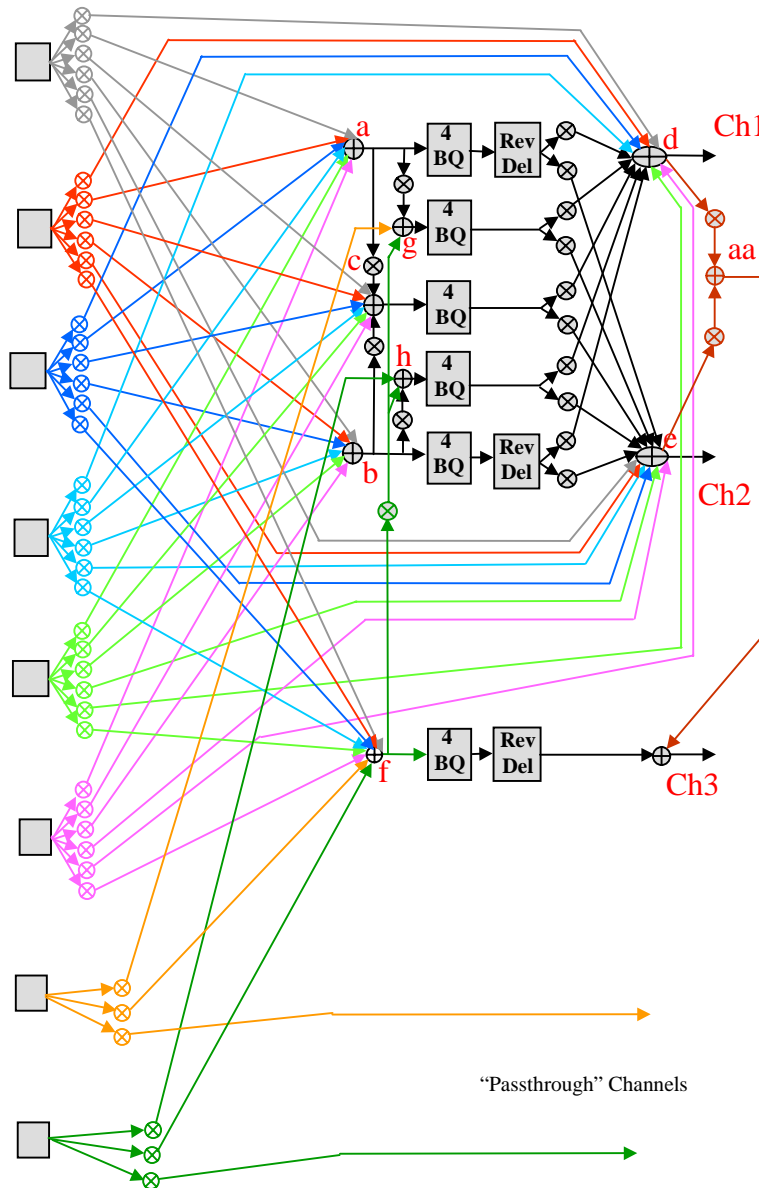 a
4
BQ
Rev
Del
d
Ch1
4
BQ
g
c
aa
4
BQ
h
4
BQ
b
4
BQ
Rev
Del
e
Ch2
4
BQ
Rev
Del
f
Ch3
“Passthrough” Channels